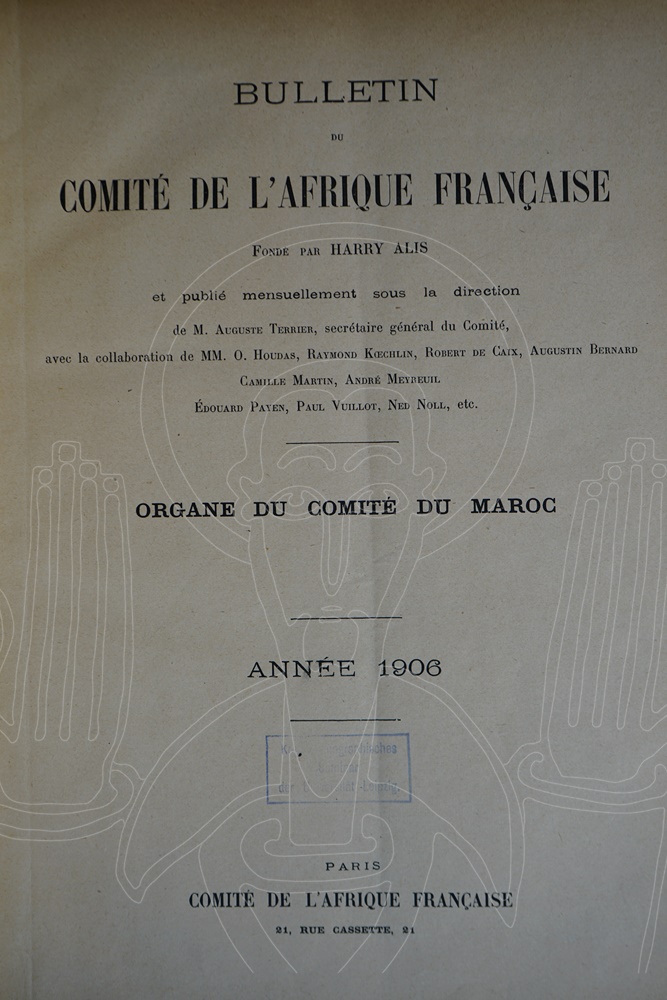 BULLETIN
DU
COMITÉ DE L'AFRIQUE FRANÇAISE
FONDE PAR HARRY ALIS
et publié mensuellement sous la direction
de M. AUGUSTE TERRIER, secrétaire général du Comité,
avec la collaboration de MM. O. HOUDAS, RAYMOND KŒCHLIN, ROBERT DE CAIX, AUGUSTIN BERNARD
CAMILLE MARTIN, ANDRÉ MEYREUIL
ÉDOUARD PAYEN, PAUL VUILLOT, NED NOLL, etc.
ORGANE DU COMITÉ DU MAROC
ANNÉE 1906
PARIS
COMITÉ DE L'AFRIQUE FRANÇAISE
21, RUE CASSETTE, 21